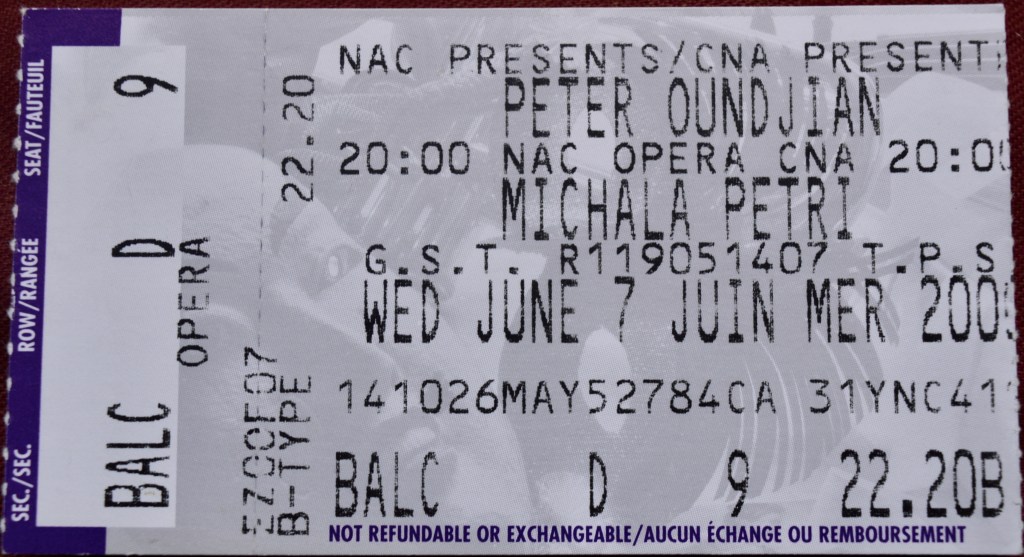 SEC./SEC. ROW/RANGÉE SEAT/FAUTEUIL
BALC D 9
OPERA
EZOOF07
B-TYPE 22.20
NAC PRESENTS/CNA PRESENT
PETER OUNDJIAN
20:00 NAC OPERA CNA 20:00
MICHALA PETRI
G.S.T. R119051407 T.P.S
WED JUNE 7 JUIN MER 200
141026MAY52784CA 31YNC41
BALC D 9 22.20B
NOT REFUNDABLE OR EXCHANGEABLE/AUCUN ÉCHANGE OU REMBOURSEMENT